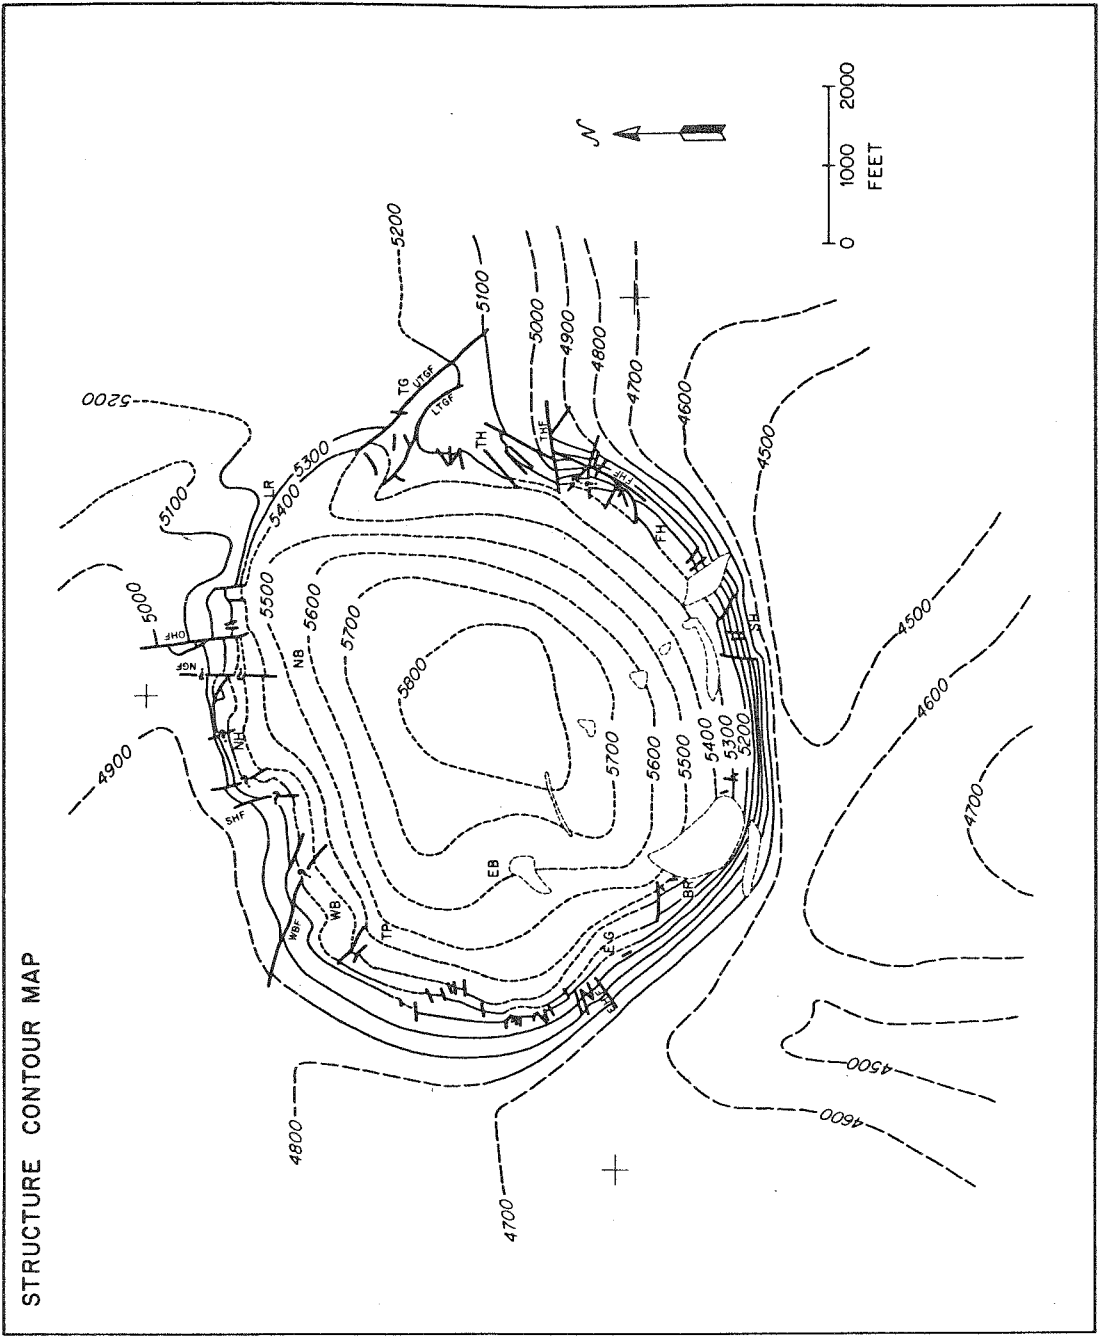 STRUCTURE CONTOUR MAP
N
0 1000 2000
FEET
5200
5200
5100
5100
5000
5000
4900
4900
4800
4800
4700
4700
4600
4500
4500
4600
4700
4500
4600
5300
5400
5500
5600
5700
5800
5700
5600
5500
5400
5300
5200
LR
TG
UTGF
LTGF
TH
THF
FHF
FH
SH
OHF
NGF
NH
NB
SHF
WBF
WB
TP
EB
BR
EG
?
?
?
?
?
?